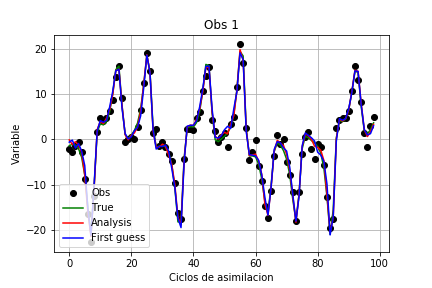 Obs 1
Variable
20
10
0
−10
−20
Obs
True
Analysis
First guess
0
20
40
60
80
100
Ciclos de asimilacion